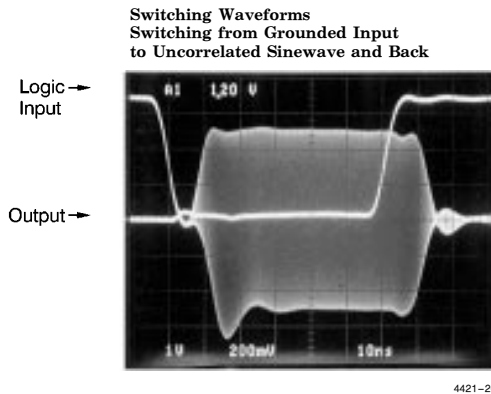 Switching Waveforms
Switching from Grounded Input
to Uncorrelated Sinewave and Back
Logic
Input
A1 1.20 V
Output
1V 200mV 10ns
4421–2